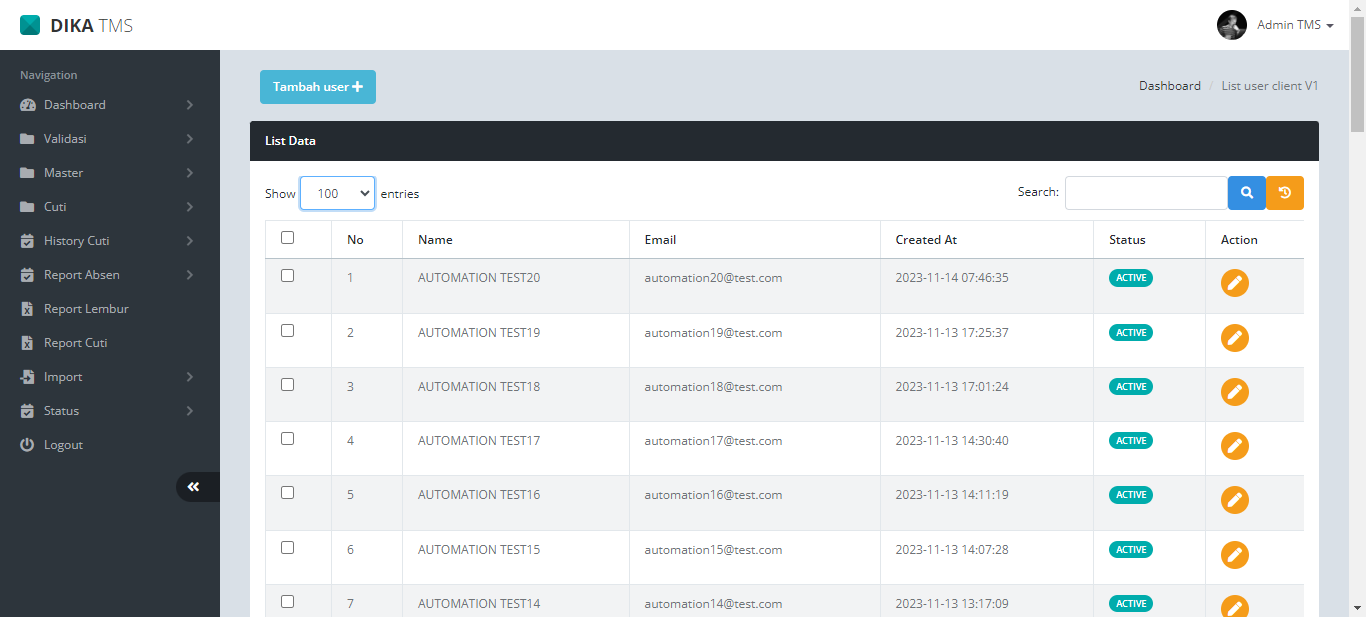 DIKA TMS
Admin TMS
Navigation
Dashboard
Validasi
Master
Cuti
History Cuti
Report Absen
Report Lembur
Report Cuti
Import
Status
Logout
Tambah user
Dashboard / List user client V1
List Data
Show 100 entries
Search:
No Name Email Created At Status Action
1 AUTOMATION TEST20 automation20@test.com 2023-11-14 07:46:35 ACTIVE
2 AUTOMATION TEST19 automation19@test.com 2023-11-13 17:25:37 ACTIVE
3 AUTOMATION TEST18 automation18@test.com 2023-11-13 17:01:24 ACTIVE
4 AUTOMATION TEST17 automation17@test.com 2023-11-13 14:30:40 ACTIVE
5 AUTOMATION TEST16 automation16@test.com 2023-11-13 14:11:19 ACTIVE
6 AUTOMATION TEST15 automation15@test.com 2023-11-13 14:07:28 ACTIVE
7 AUTOMATION TEST14 automation14@test.com 2023-11-13 13:17:09 ACTIVE